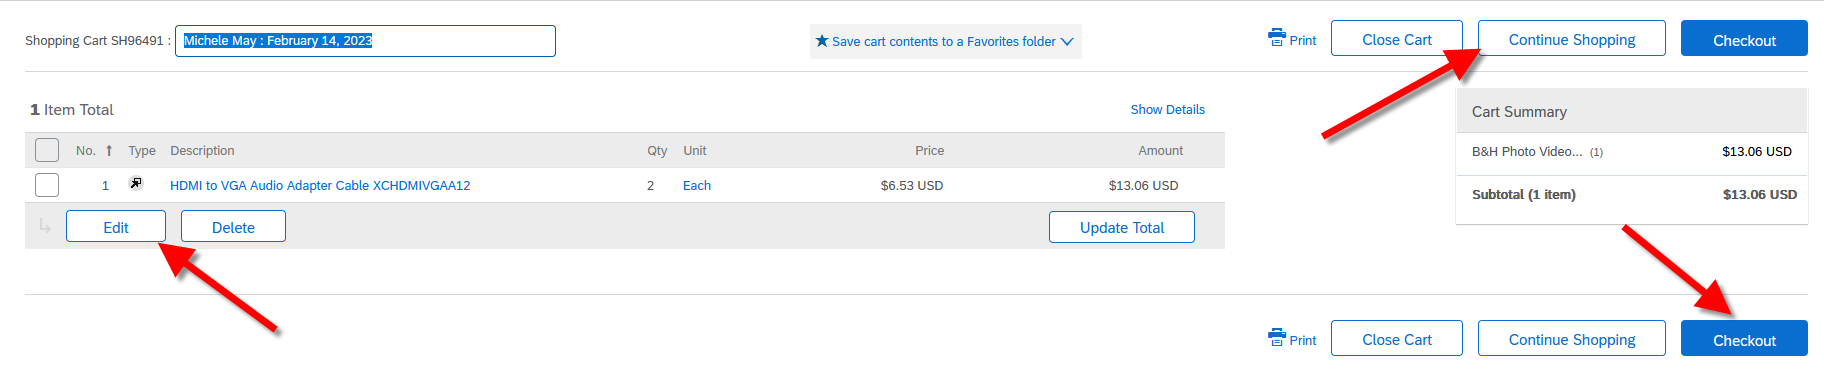 Shopping Cart SH96491 : Michele May : February 14, 2023
★ Save cart contents to a Favorites folder
Print Close Cart Continue Shopping Checkout
1 Item Total
Show Details
No. ↑ Type Description Qty Unit Price Amount
1 HDMI to VGA Audio Adapter Cable XCHDMIVGAA12 2 Each $6.53 USD $13.06 USD
Edit Delete Update Total
Cart Summary
B&H Photo Video... (1) $13.06 USD
Subtotal (1 item) $13.06 USD
Print Close Cart Continue Shopping Checkout